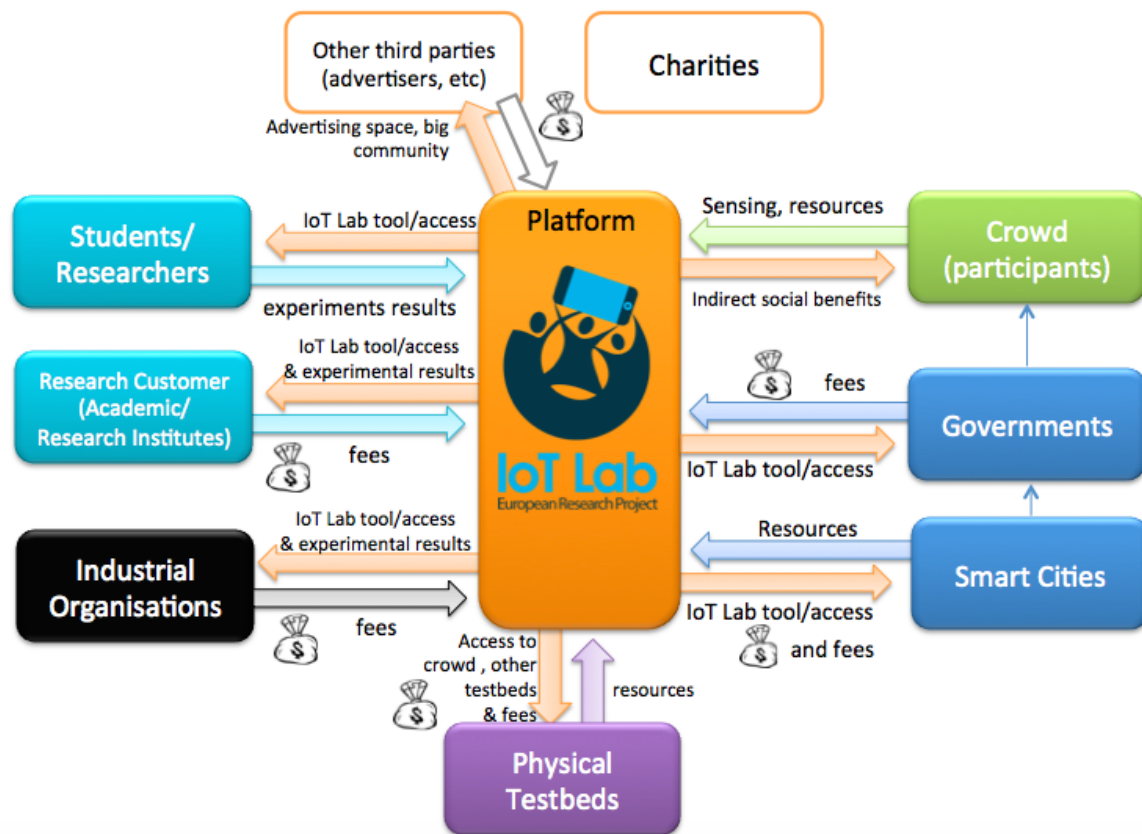 Other third parties
(advertisers, etc)
Charities
$
Advertising space, big
community
Students/
Researchers
IoT Lab tool/access
experiments results
Platform
Sensing, resources
Indirect social benefits
Crowd
(participants)
Research Customer
(Academic/
Research Institutes)
IoT Lab tool/access
& experimental results
$
fees
IoT Lab
European Research Project
$
fees
IoT Lab tool/access
Governments
Industrial
Organisations
IoT Lab tool/access
& experimental results
$
fees
Resources
IoT Lab tool/access
$
and fees
Smart Cities
Access to
crowd , other
testbeds
& fees
$
resources
Physical
Testbeds